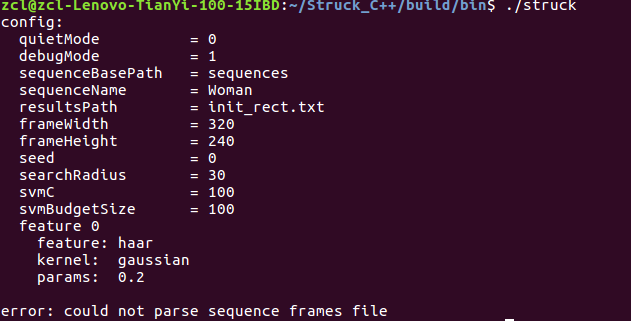 zcl@zcl-Lenovo-TianYi-100-15IBD:~/Struck_C++/build/bin$ ./struck
config:
  quietMode          = 0
  debugMode          = 1
  sequenceBasePath   = sequences
  sequenceName       = Woman
  resultsPath        = init_rect.txt
  frameWidth         = 320
  frameHeight        = 240
  seed               = 0
  searchRadius       = 30
  svmC               = 100
  svmBudgetSize      = 100
  feature 0
    feature: haar
    kernel:  gaussian
    params:  0.2

error: could not parse sequence frames file